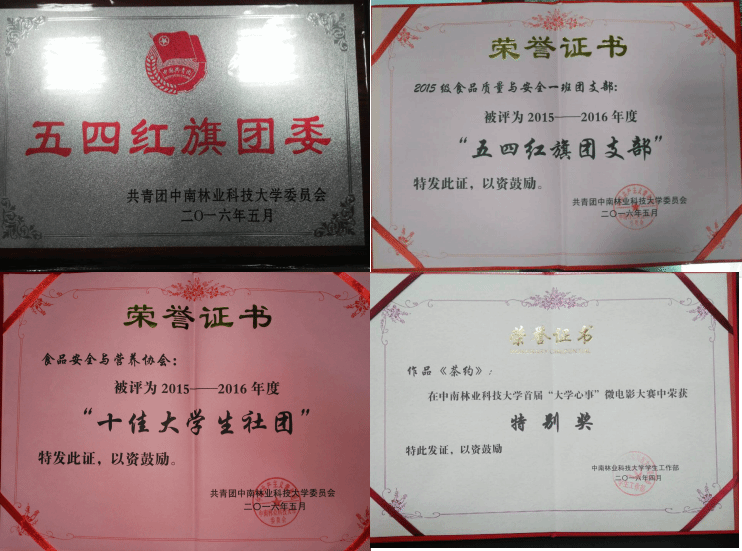 五四红旗团委
共青团中南林业科技大学委员会
二〇一六年五月
荣誉证书
2015级食品质量与安全一班团支部：
被评为2015——2016年度
“五四红旗团支部”
特发此证，以资鼓励。
共青团中南林业科技大学委员会
二〇一六年五月
荣誉证书
食品安全与营养协会：
被评为2015——2016年度
“十佳大学生社团”
特发此证，以资鼓励。
共青团中南林业科技大学委员会
二〇一六年五月
荣誉证书
作品《茶约》：
在中南林业科技大学首届“大学心事”微电影大赛中荣获
特别奖
特此发证，以资鼓励
中南林业科技大学学生工作部
二〇一六年四月